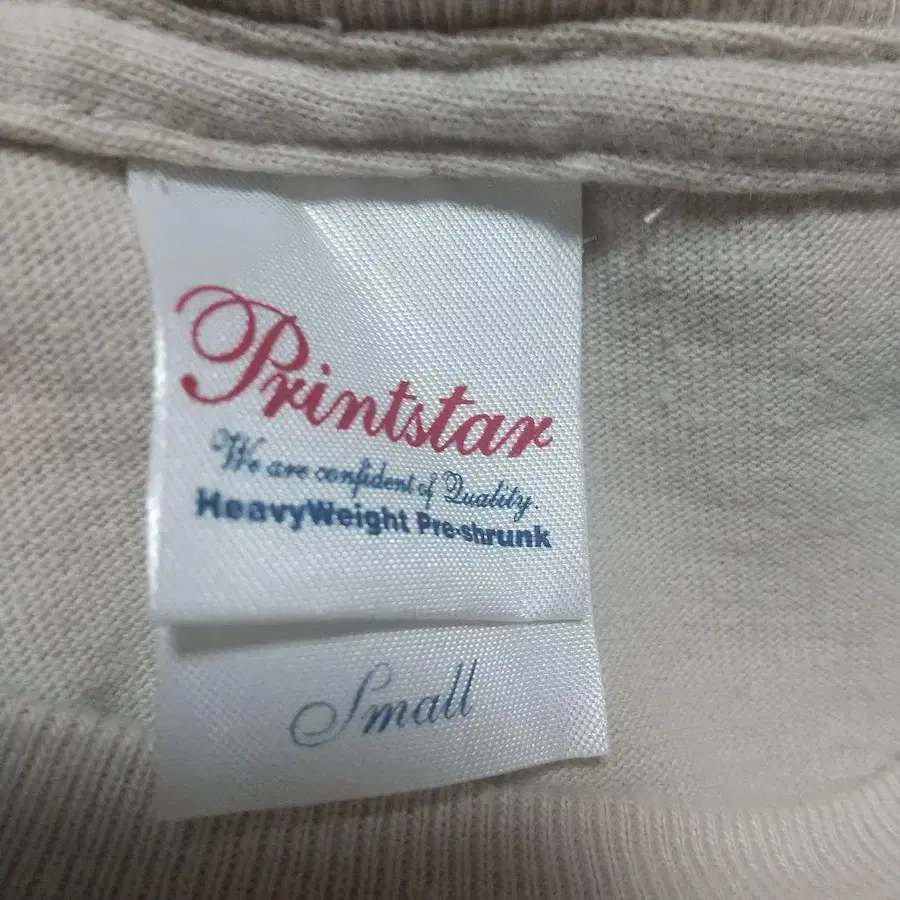 Printstar
We are confident of Quality.
HeavyWeight Pre-shrunk
Small